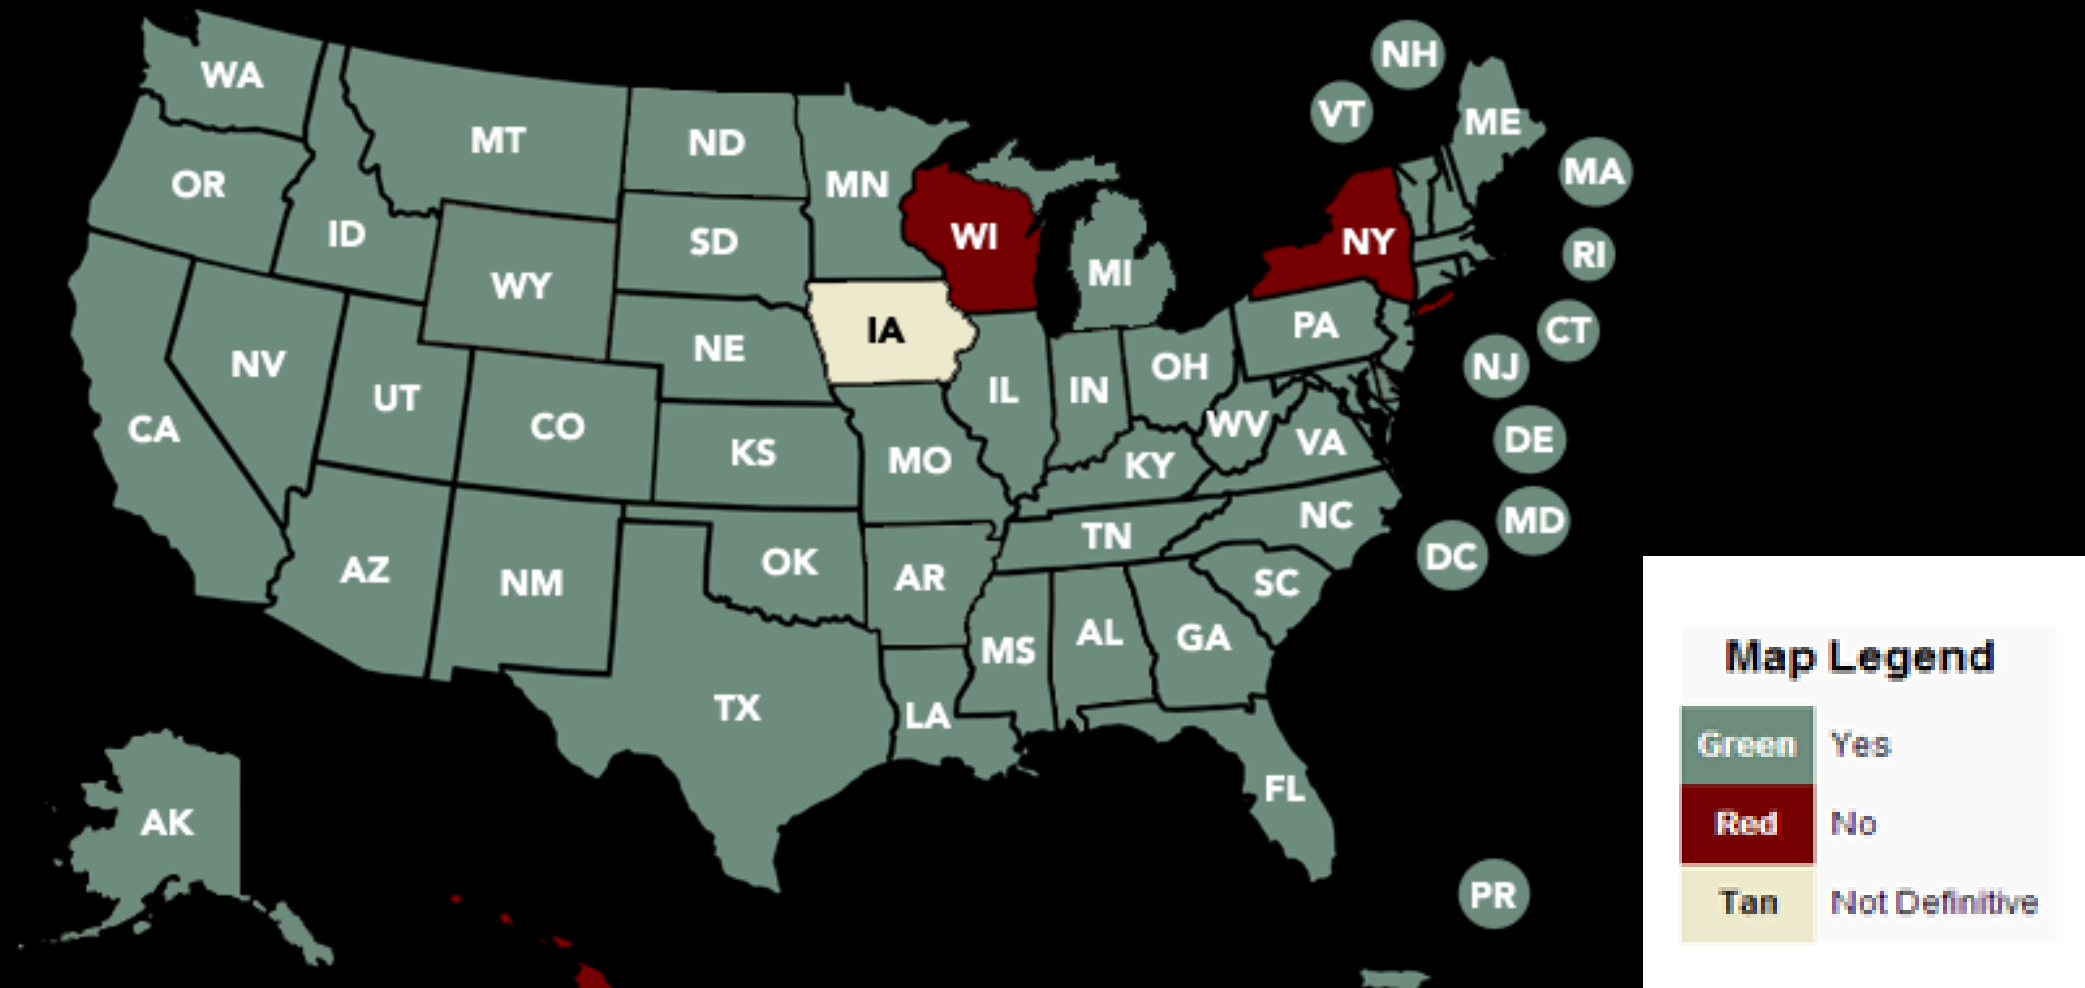 NH
WA
VT
ME
MT
ND
MA
OR
MN
ID
SD
WI
NY
RI
MI
WY
PA
CT
IA
NE
NJ
NV
OH
UT
IL
IN
CA
CO
WV
DE
KS
VA
MO
KY
NC
MD
TN
DC
AZ
NM
OK
AR
SC
MS
AL
GA
TX
LA
FL
AK
PR
Map Legend
Green Yes
Red No
Tan Not Definitive